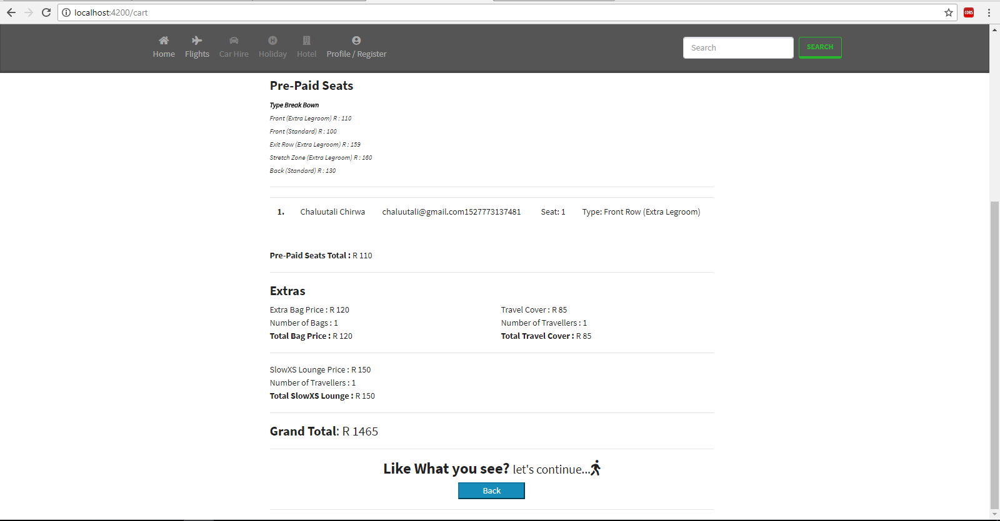 localhost:4200/cart
CORS
Home Flights Car Hire Holiday Hotel Profile / Register Search SEARCH
Pre-Paid Seats
Type Break Bown
Front (Extra Legroom) R : 110
Front (Standard) R : 100
Exit Row (Extra Legroom) R : 159
Stretch Zone (Extra Legroom) R : 160
Back (Standard) R : 130
1. Chaluutali Chirwa chaluutali@gmail.com1527773137481 Seat: 1 Type: Front Row (Extra Legroom)
Pre-Paid Seats Total : R 110
Extras
Extra Bag Price : R 120
Number of Bags : 1
Total Bag Price : R 120
Travel Cover : R 85
Number of Travellers : 1
Total Travel Cover : R 85
SlowXS Lounge Price : R 150
Number of Travellers : 1
Total SlowXS Lounge : R 150
Grand Total: R 1465
Like What you see? let's continue...
Back